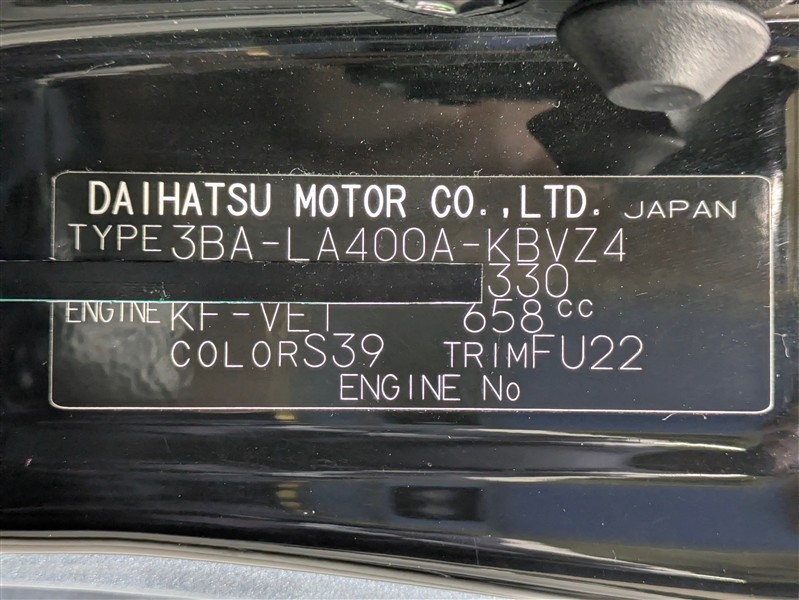 DAIHATSU MOTOR CO.,LTD. JAPAN
TYPE 3BA-LA400A-KBVZ4
330
ENGINE KF-VET 658cc
COLOR S39 TRIM FU22
ENGINE No